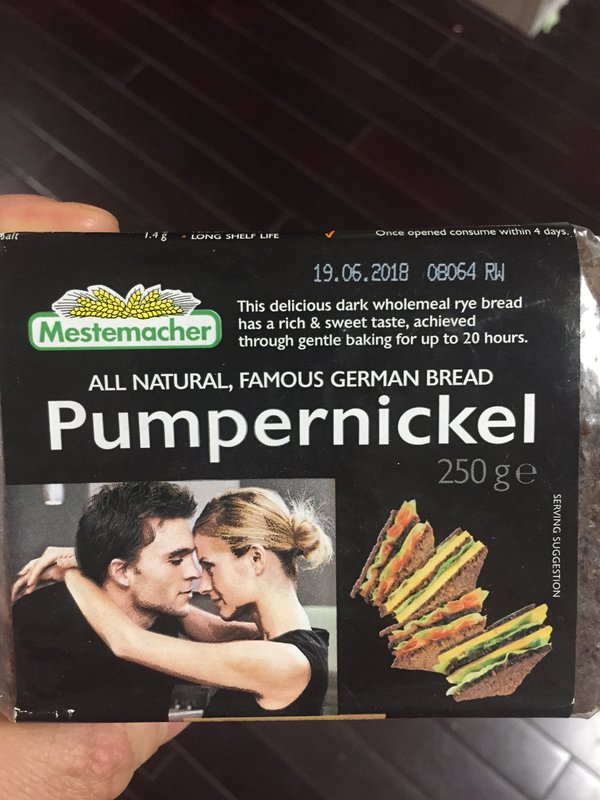 1.4 g • LONG SHELF LIFE
Once opened consume within 4 days.
19.06.2018 08064 RW
Mestemacher
This delicious dark wholemeal rye bread
has a rich & sweet taste, achieved
through gentle baking for up to 20 hours.
ALL NATURAL, FAMOUS GERMAN BREAD
Pumpernickel
250 g e
SERVING SUGGESTION